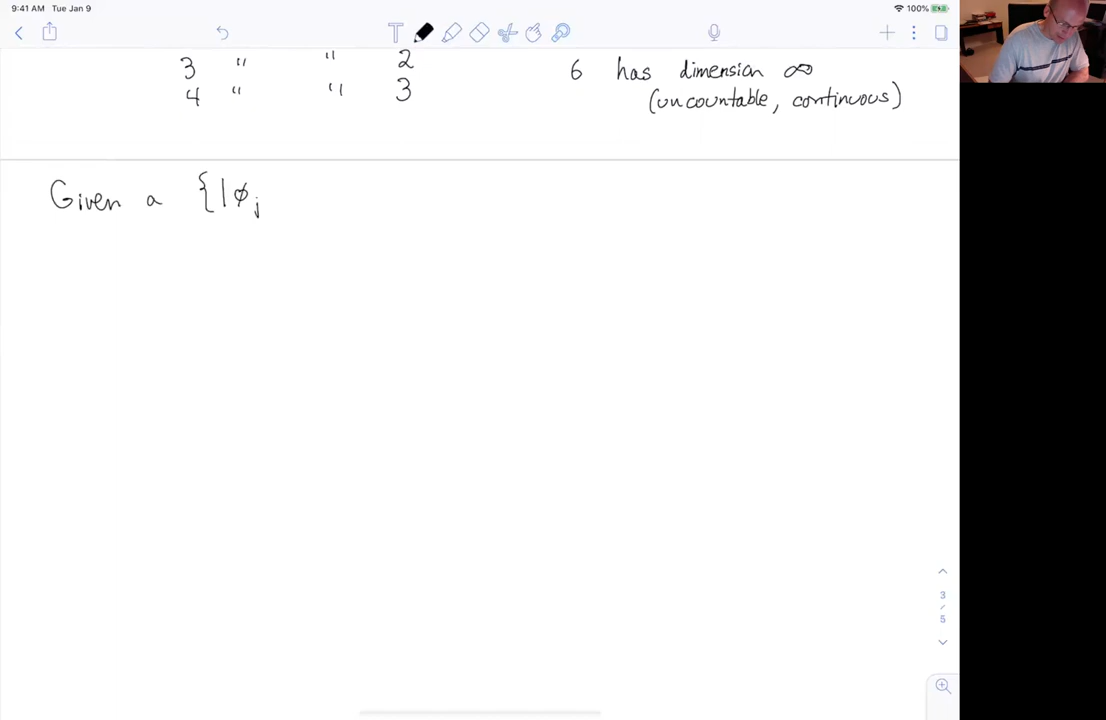 9:41 AM Tue Jan 9
100%
3 " " 2
4 " " 3
6 has dimension ∞
(uncountable, continuous)
Given a {|ϕⱼ
T
3
/
5